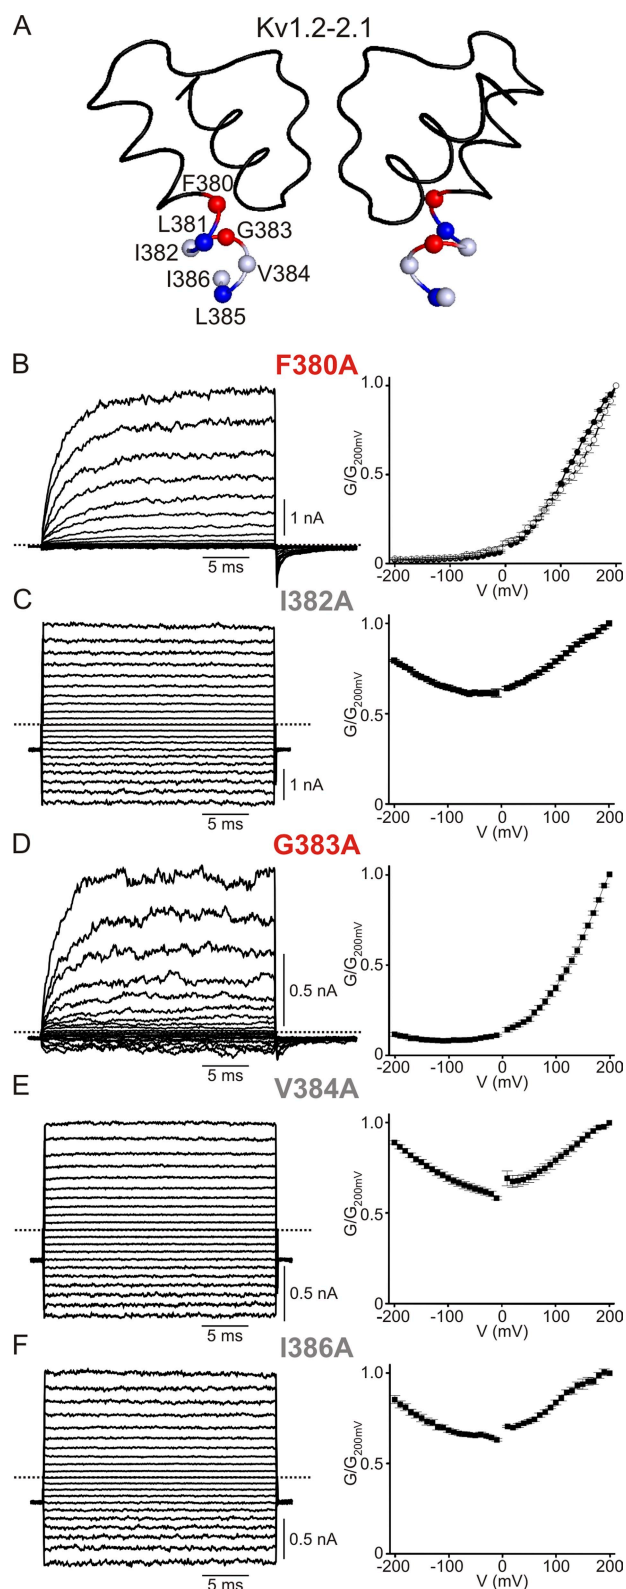 A
Kv1.2-2.1
F380
L381
G383
I382
I386
V384
L385
B
F380A
1 nA
5 ms
G/G200mV
1.0
0.5
0
-200
-100
0
100
200
V (mV)
C
I382A
1 nA
5 ms
G/G200mV
1.0
0.5
0
-200
-100
0
100
200
V (mV)
D
G383A
0.5 nA
5 ms
G/G200mV
1.0
0.5
0
-200
-100
0
100
200
V (mV)
E
V384A
0.5 nA
5 ms
G/G200mV
1.0
0.5
0
-200
-100
0
100
200
V (mV)
F
I386A
0.5 nA
5 ms
G/G200mV
1.0
0.5
0
-200
-100
0
100
200
V (mV)